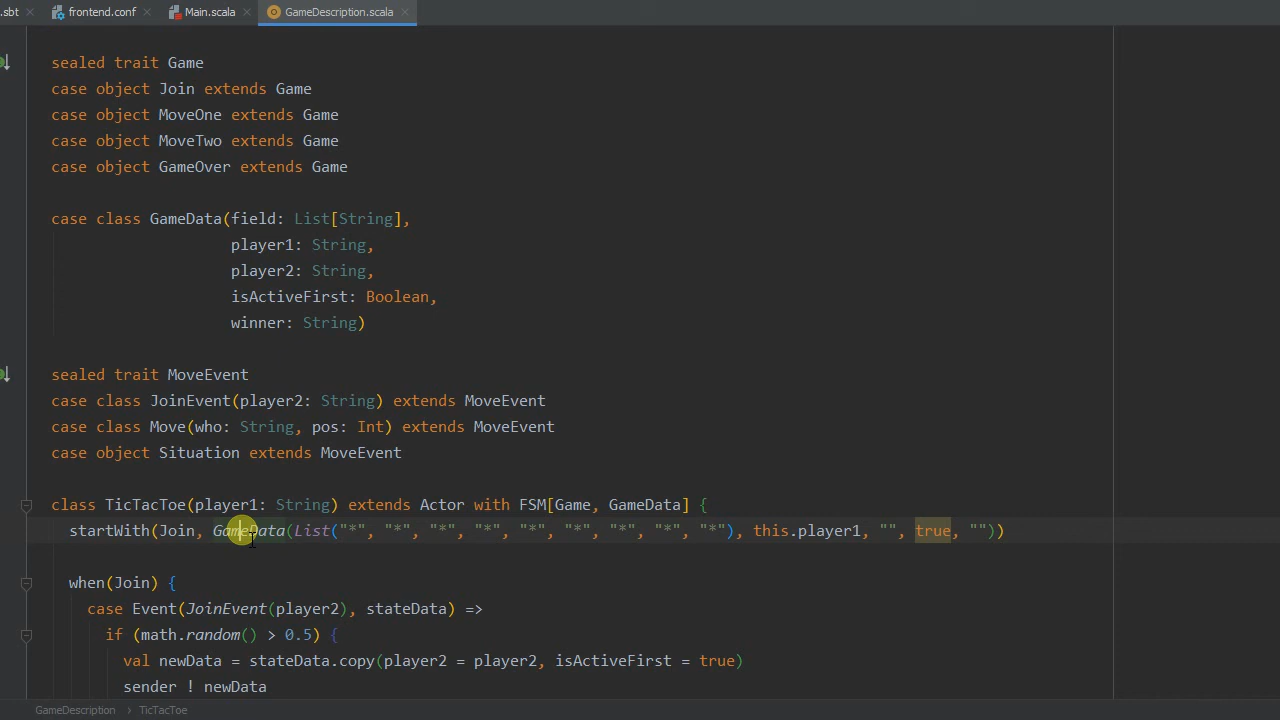 .sbt frontend.conf Main.scala GameDescription.scala
sealed trait Game
case object Join extends Game
case object MoveOne extends Game
case object MoveTwo extends Game
case object GameOver extends Game
case class GameData(field: List[String],
player1: String,
player2: String,
isActiveFirst: Boolean,
winner: String)
sealed trait MoveEvent
case class JoinEvent(player2: String) extends MoveEvent
case class Move(who: String, pos: Int) extends MoveEvent
case object Situation extends MoveEvent
class TicTacToe(player1: String) extends Actor with FSM[Game, GameData] {
startWith(Join, GameData(List("*", "*", "*", "*", "*", "*", "*", "*", "*"), this.player1, "", true, ""))
when(Join) {
case Event(JoinEvent(player2), stateData) =>
if (math.random() > 0.5) {
val newData = stateData.copy(player2 = player2, isActiveFirst = true)
sender ! newData
GameDescription > TicTacToe